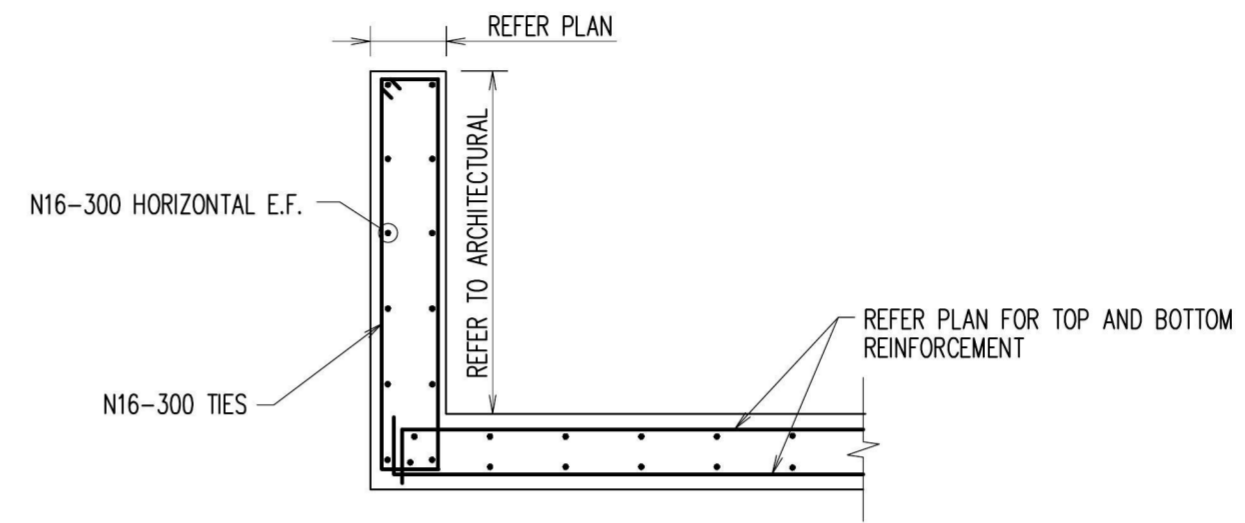 REFER PLAN
N16-300 HORIZONTAL E.F.
REFER TO ARCHITECTURAL
REFER PLAN FOR TOP AND BOTTOM
REINFORCEMENT
N16-300 TIES